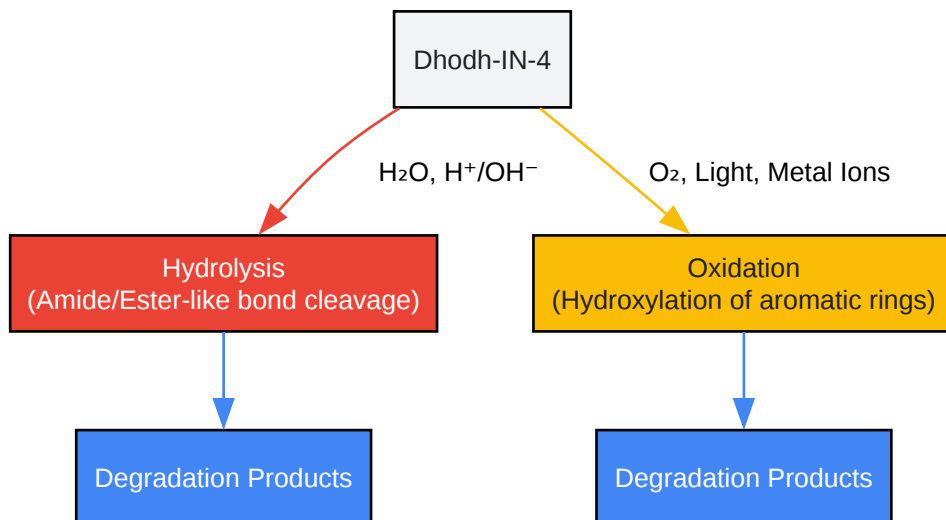 Dhodh-IN-4
H₂O, H⁺/OH⁻
O₂, Light, Metal Ions
Hydrolysis
(Amide/Ester-like bond cleavage)
Oxidation
(Hydroxylation of aromatic rings)
Degradation Products
Degradation Products